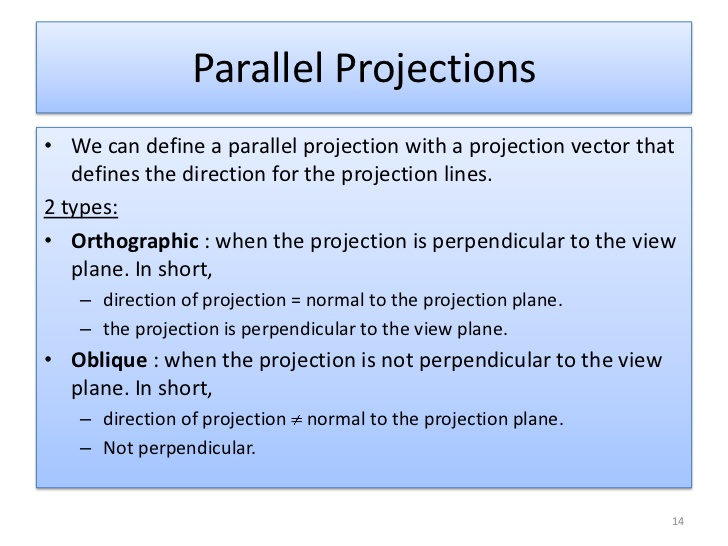 Parallel Projections
• We can define a parallel projection with a projection vector that
defines the direction for the projection lines.
2 types:
• Orthographic : when the projection is perpendicular to the view
plane. In short,
– direction of projection = normal to the projection plane.
– the projection is perpendicular to the view plane.
• Oblique : when the projection is not perpendicular to the view
plane. In short,
– direction of projection ≠ normal to the projection plane.
– Not perpendicular.
14